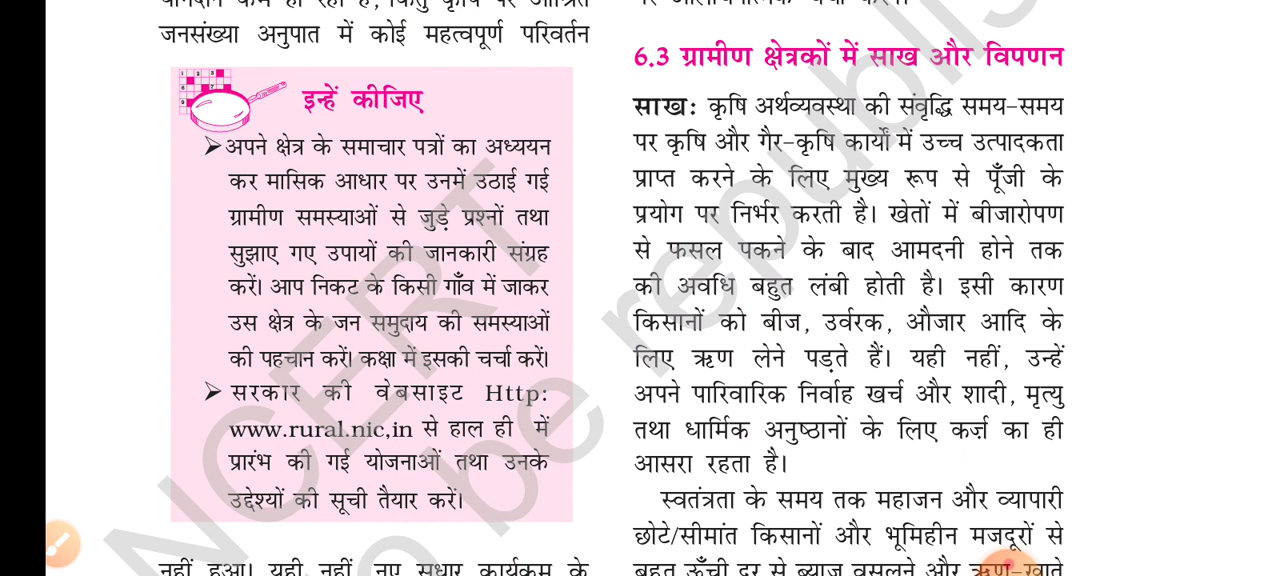 जनसंख्या अनुपात में कोई महत्वपूर्ण परिवर्तन
इन्हें कीजिए
➢अपने क्षेत्र के समाचार पत्रों का अध्ययन
कर मासिक आधार पर उनमें उठाई गई
ग्रामीण समस्याओं से जुड़े प्रश्नों तथा
सुझाए गए उपायों की जानकारी संग्रह
करें। आप निकट के किसी गाँव में जाकर
उस क्षेत्र के जन समुदाय की समस्याओं
की पहचान करें। कक्षा में इसकी चर्चा करें।
➢ सरकार की वेबसाइट Http:
www.rural.nic,in से हाल ही में
प्रारंभ की गई योजनाओं तथा उनके
उद्देश्यों की सूची तैयार करें।
नहीं हुआ। यही नहीं, नए सुधार कार्यक्रम के
6.3 ग्रामीण क्षेत्रकों में साख और विपणन
साख: कृषि अर्थव्यवस्था की संवृद्धि समय-समय
पर कृषि और गैर-कृषि कार्यों में उच्च उत्पादकता
प्राप्त करने के लिए मुख्य रूप से पूँजी के
प्रयोग पर निर्भर करती है। खेतों में बीजारोपण
से फसल पकने के बाद आमदनी होने तक
की अवधि बहुत लंबी होती है। इसी कारण
किसानों को बीज, उर्वरक, औजार आदि के
लिए ऋण लेने पड़ते हैं। यही नहीं, उन्हें
अपने पारिवारिक निर्वाह खर्च और शादी, मृत्यु
तथा धार्मिक अनुष्ठानों के लिए कर्ज़ का ही
आसरा रहता है।
स्वतंत्रता के समय तक महाजन और व्यापारी
छोटे/सीमांत किसानों और भूमिहीन मजदूरों से
बहुत ऊँची दर से ब्याज वसूलने और ऋण-खाते
NCERT
be republis